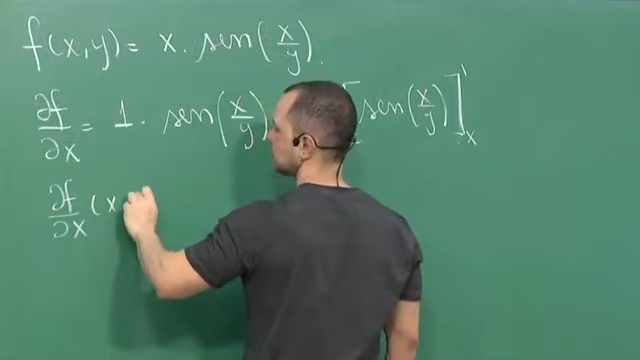 f(x,y) = x . sen(x/y).
∂f/∂x = 1 . sen(x/y) [sen(x/y)]'x
∂f/∂x (x